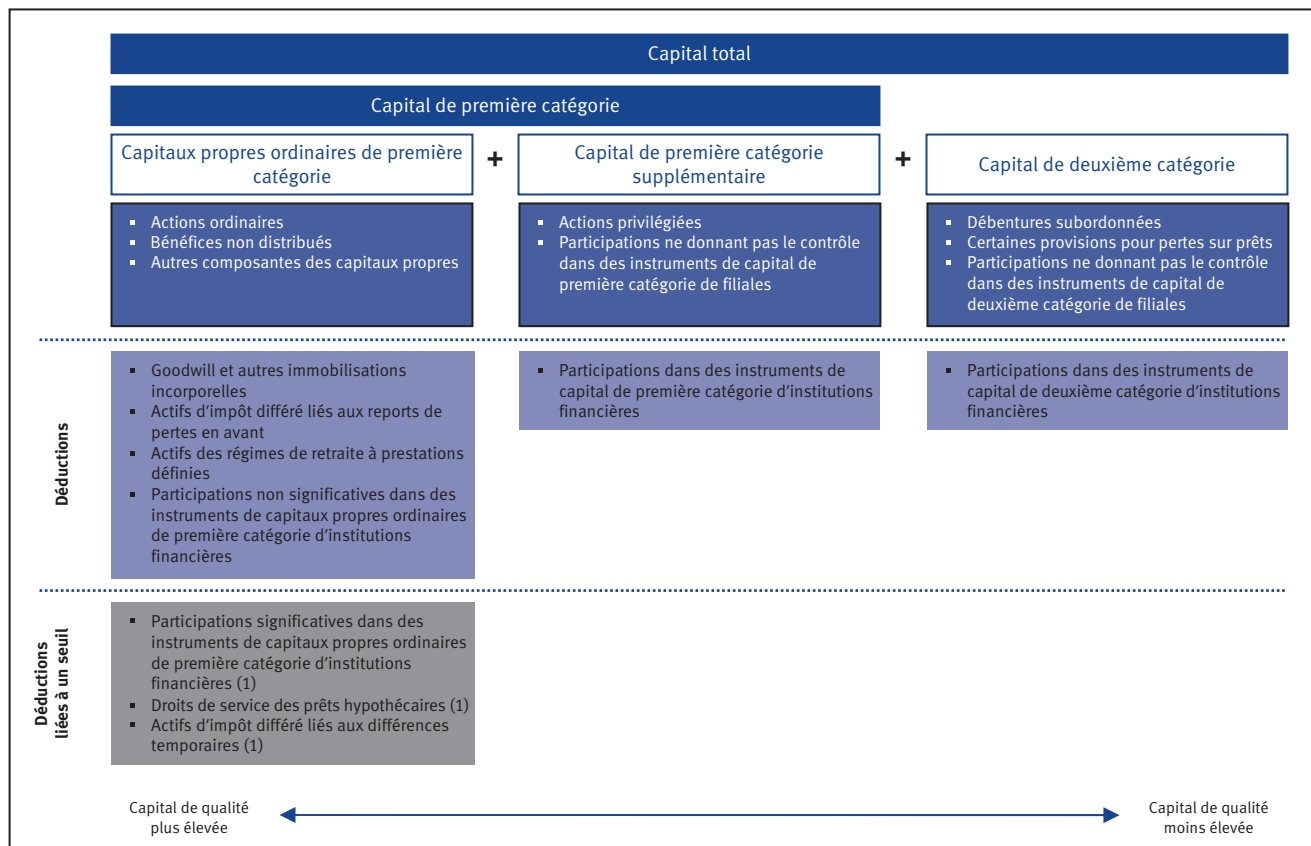 Capital total
Capital de première catégorie
Capitaux propres ordinaires de première
catégorie
+
Capital de première catégorie
supplémentaire
+
Capital de deuxième catégorie
▪ Actions ordinaires
▪ Bénéfices non distribués
▪ Autres composantes des capitaux propres
▪ Actions privilégiées
▪ Participations ne donnant pas le contrôle
dans des instruments de capital de
première catégorie de filiales
▪ Débentures subordonnées
▪ Certaines provisions pour pertes sur prêts
▪ Participations ne donnant pas le contrôle
dans des instruments de capital de
deuxième catégorie de filiales
Déductions
▪ Goodwill et autres immobilisations
incorporelles
▪ Actifs d'impôt différé liés aux reports de
pertes en avant
▪ Actifs des régimes de retraite à prestations
définies
▪ Participations non significatives dans des
instruments de capitaux propres ordinaires
de première catégorie d'institutions
financières
▪ Participations dans des instruments de
capital de première catégorie d'institutions
financières
▪ Participations dans des instruments de
capital de deuxième catégorie d'institutions
financières
Déductions
liées à un seuil
▪ Participations significatives dans des
instruments de capitaux propres ordinaires
de première catégorie d'institutions
financières (1)
▪ Droits de service des prêts hypothécaires (1)
▪ Actifs d'impôt différé liés aux différences
temporaires (1)
Capital de qualité
plus élevée
Capital de qualité
moins élevée